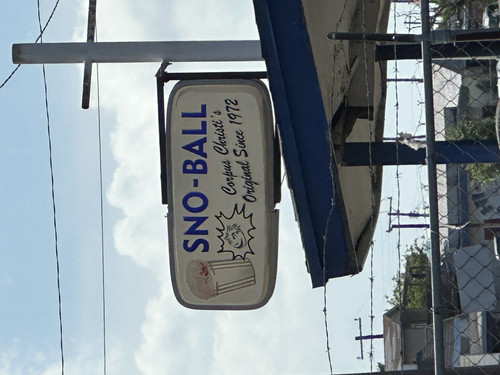 SNO-BALL
Corpus Christi's
Original Since 1972